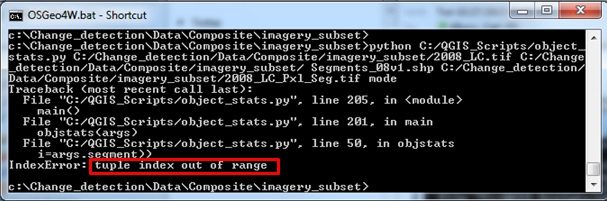 OSGeo4W.bat - Shortcut
c:\Change_detection\Data\Composite\imagery_subset>
c:\Change_detection\Data\Composite\imagery_subset>python C:/QGIS_Scripts/object_
stats.py C:/Change_detection/Data/Composite/imagery_subset/2008_LC.tif C:/Change
_detection/Data/Composite/imagery_subset/ Segments_08v1.shp C:/Change_detection/
Data/Composite/imagery_subset/2008_LC_Pxl_Seg.tif mode
Traceback (most recent call last):
File "C:/QGIS_Scripts/object_stats.py", line 205, in <module>
main()
File "C:/QGIS_Scripts/object_stats.py", line 201, in main
objstats(args)
File "C:/QGIS_Scripts/object_stats.py", line 50, in objstats
i=args.segment))
IndexError: tuple index out of range
c:\Change_detection\Data\Composite\imagery_subset>